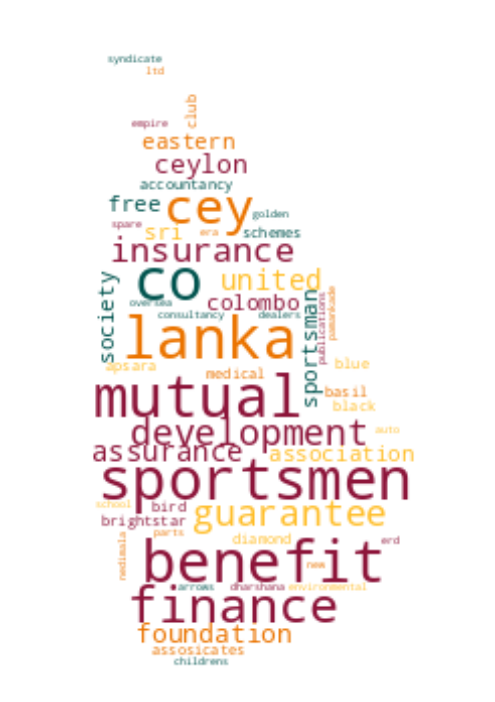 syndicate
ltd
club
empire
eastern
ceylon
accountancy
free cey golden
spare sri era schemes
insurance
co united
society oversea colombo sportsman publications pamankade
consultancy dealers
lanka
apsara blue
medical
mutual basil
black
development auto
assurance association
sportsmen
school bird guarantee
brightstar
parts diamond erd
nedimala benefit new
arrows dharshana environmental
finance
foundation
assosicates
childrens